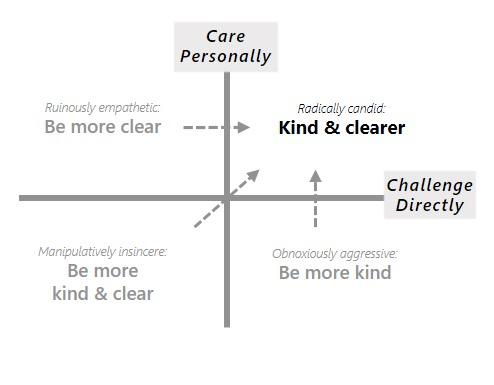 Care
Personally
Ruinously empathetic:
Be more clear
Radically candid:
Kind & clearer
Challenge
Directly
Manipulatively insincere:
Be more
kind & clear
Obnoxiously aggressive:
Be more kind